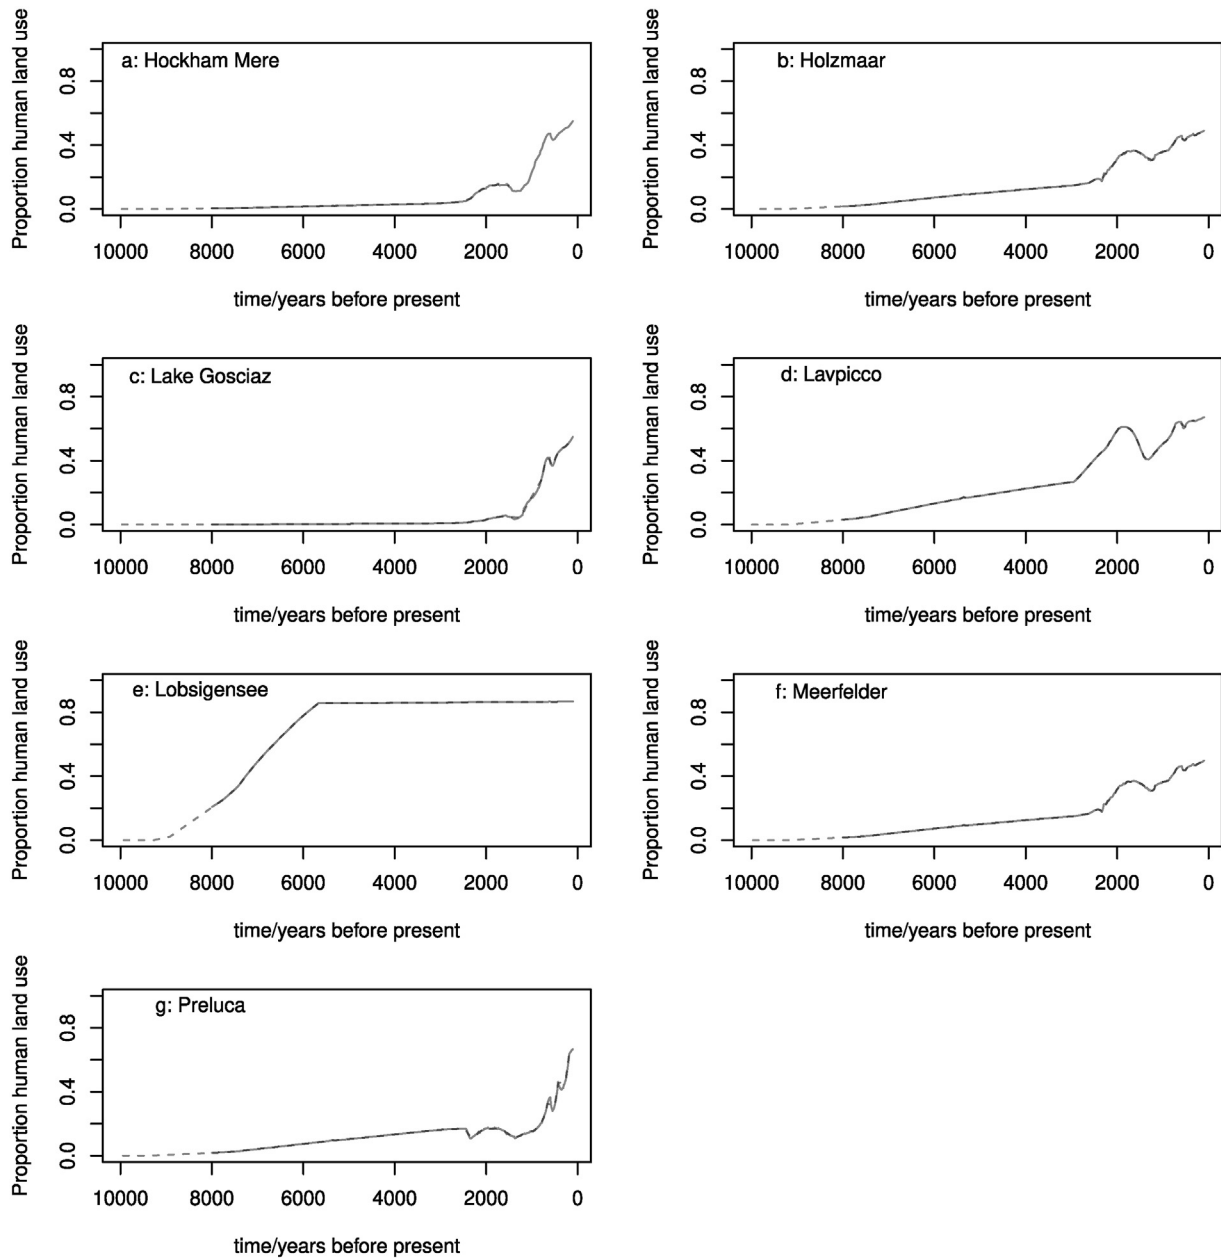 a: Hockham Mere
Proportion human land use
0.0 0.4 0.8
10000 8000 6000 4000 2000 0
time/years before present
b: Holzmaar
Proportion human land use
0.0 0.4 0.8
10000 8000 6000 4000 2000 0
time/years before present
c: Lake Gosciaz
Proportion human land use
0.0 0.4 0.8
10000 8000 6000 4000 2000 0
time/years before present
d: Lavpicco
Proportion human land use
0.0 0.4 0.8
10000 8000 6000 4000 2000 0
time/years before present
e: Lobsigensee
Proportion human land use
0.0 0.4 0.8
10000 8000 6000 4000 2000 0
time/years before present
f: Meerfelder
Proportion human land use
0.0 0.4 0.8
10000 8000 6000 4000 2000 0
time/years before present
g: Preluca
Proportion human land use
0.0 0.4 0.8
10000 8000 6000 4000 2000 0
time/years before present